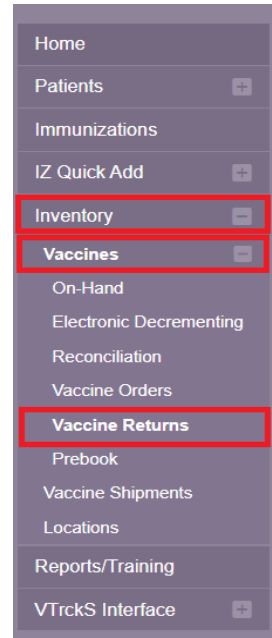 Home
Patients
Immunizations
IZ Quick Add
Inventory
Vaccines
On-Hand
Electronic Decrementing
Reconciliation
Vaccine Orders
Vaccine Returns
Prebook
Vaccine Shipments
Locations
Reports/Training
VTrckS Interface